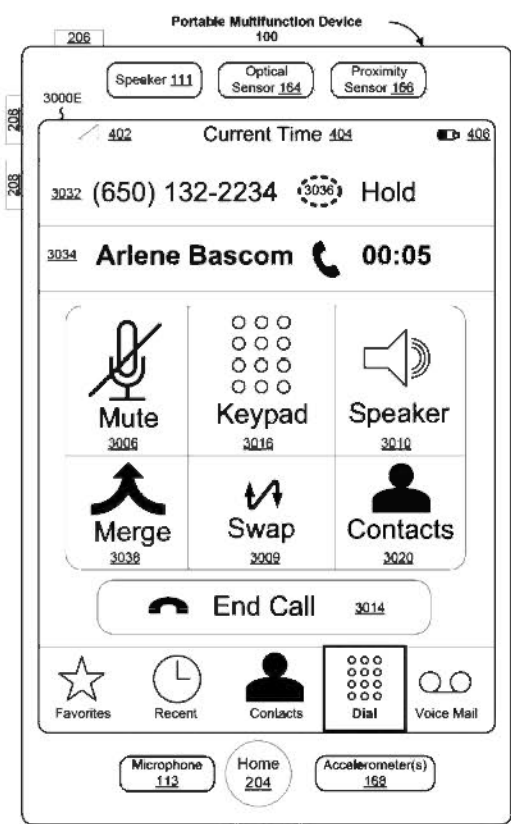 Portable Multifunction Device
100
206
Speaker 111
Optical
Sensor 164
Proximity
Sensor 166
3000E
208
208
402
Current Time 404
406
3032 (650) 132-2234 3036 Hold
3034 Arlene Bascom 00:05
Mute
3006
Keypad
3016
Speaker
3010
Merge
3038
Swap
3009
Contacts
3020
End Call 3014
Favorites
Recent
Contacts
Dial
Voice Mail
Microphone
113
Home
204
Accelerometer(s)
168